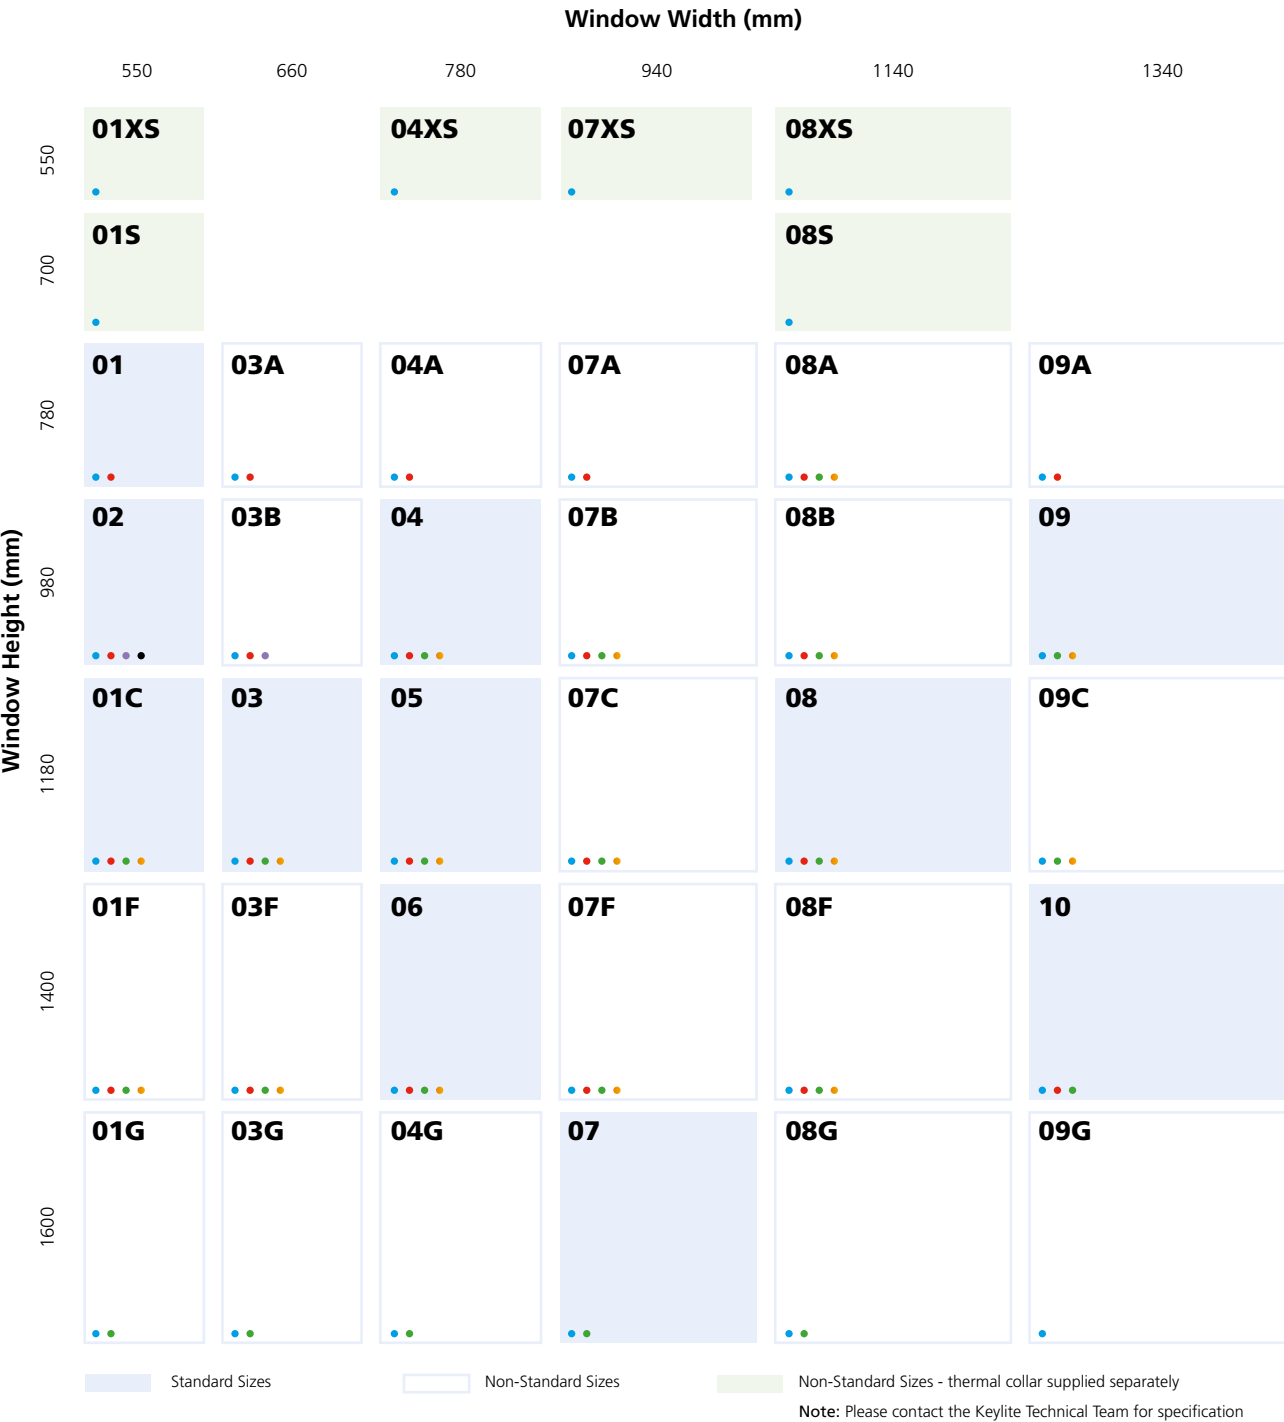 Window Width (mm)
550 660 780 940 1140 1340
Window Height (mm)
550
01XS 04XS 07XS 08XS
700
01S 08S
780
01 03A 04A 07A 08A 09A
980
02 03B 04 07B 08B 09
1180
01C 03 05 07C 08 09C
1400
01F 03F 06 07F 08F 10
1600
01G 03G 04G 07 08G 09G
Standard Sizes Non-Standard Sizes Non-Standard Sizes - thermal collar supplied separately
Note: Please contact the Keylite Technical Team for specification